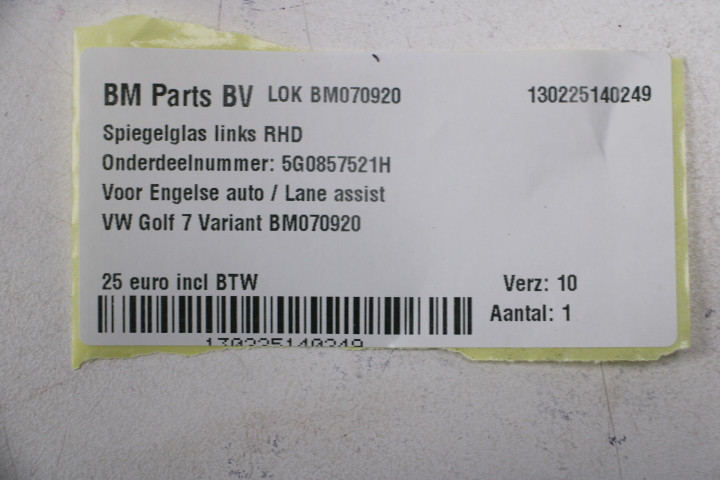 BM Parts BV LOK BM070920 130225140249
Spiegelglas links RHD
Onderdeelnummer: 5G0857521H
Voor Engelse auto / Lane assist
VW Golf 7 Variant BM070920
25 euro incl BTW Verz: 10
Aantal: 1
130225140249